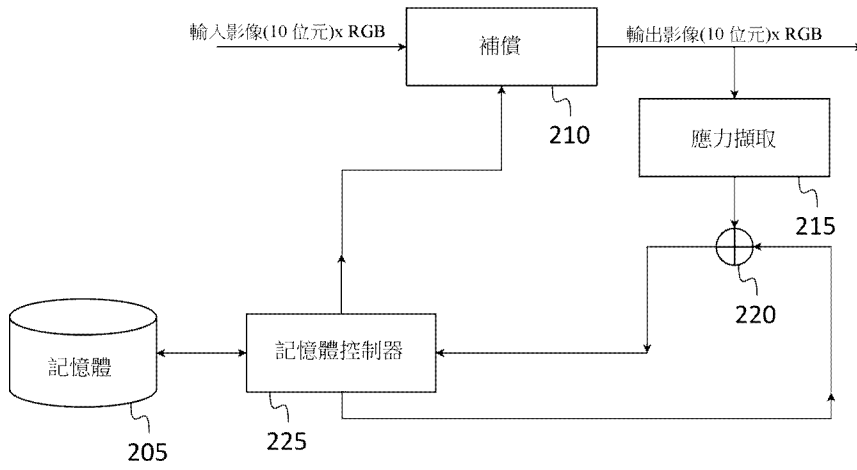 輸入影像(10 位元)x RGB
補償
輸出影像(10 位元)x RGB
210
應力擷取
215
220
記憶體
205
記憶體控制器
225